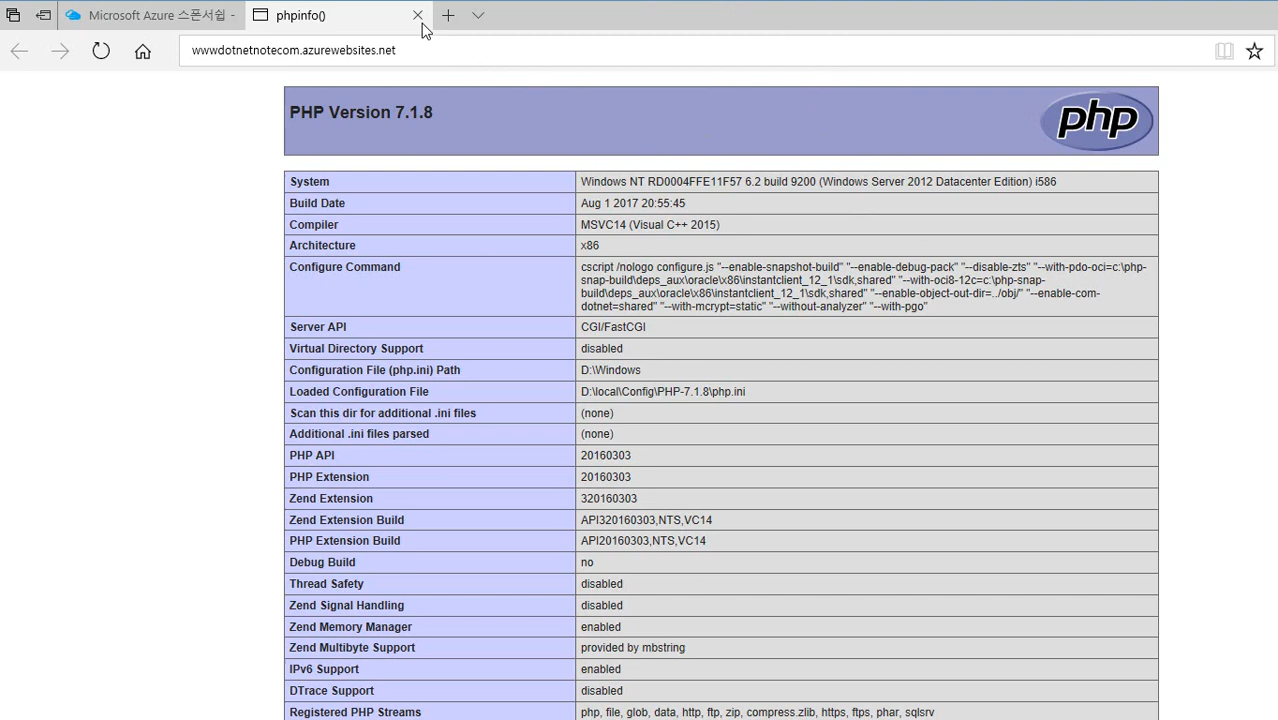 Microsoft Azure 스폰서쉽 -
phpinfo()
wwwdotnetnotecom.azurewebsites.net
PHP Version 7.1.8
php
System Windows NT RD0004FFE11F57 6.2 build 9200 (Windows Server 2012 Datacenter Edition) i586
Build Date Aug 1 2017 20:55:45
Compiler MSVC14 (Visual C++ 2015)
Architecture x86
Configure Command cscript /nologo configure.js "--enable-snapshot-build" "--enable-debug-pack" "--disable-zts" "--with-pdo-oci=c:\php-
snap-build\deps_aux\oracle\x86\instantclient_12_1\sdk,shared" "--with-oci8-12c=c:\php-snap-
build\deps_aux\oracle\x86\instantclient_12_1\sdk,shared" "--enable-object-out-dir=../obj/" "--enable-com-
dotnet=shared" "--with-mcrypt=static" "--without-analyzer" "--with-pgo"
Server API CGI/FastCGI
Virtual Directory Support disabled
Configuration File (php.ini) Path D:\Windows
Loaded Configuration File D:\local\Config\PHP-7.1.8\php.ini
Scan this dir for additional .ini files (none)
Additional .ini files parsed (none)
PHP API 20160303
PHP Extension 20160303
Zend Extension 320160303
Zend Extension Build API320160303,NTS,VC14
PHP Extension Build API20160303,NTS,VC14
Debug Build no
Thread Safety disabled
Zend Signal Handling disabled
Zend Memory Manager enabled
Zend Multibyte Support provided by mbstring
IPv6 Support enabled
DTrace Support disabled
Registered PHP Streams php, file, glob, data, http, ftp, zip, compress.zlib, https, ftps, phar, sqlsrv